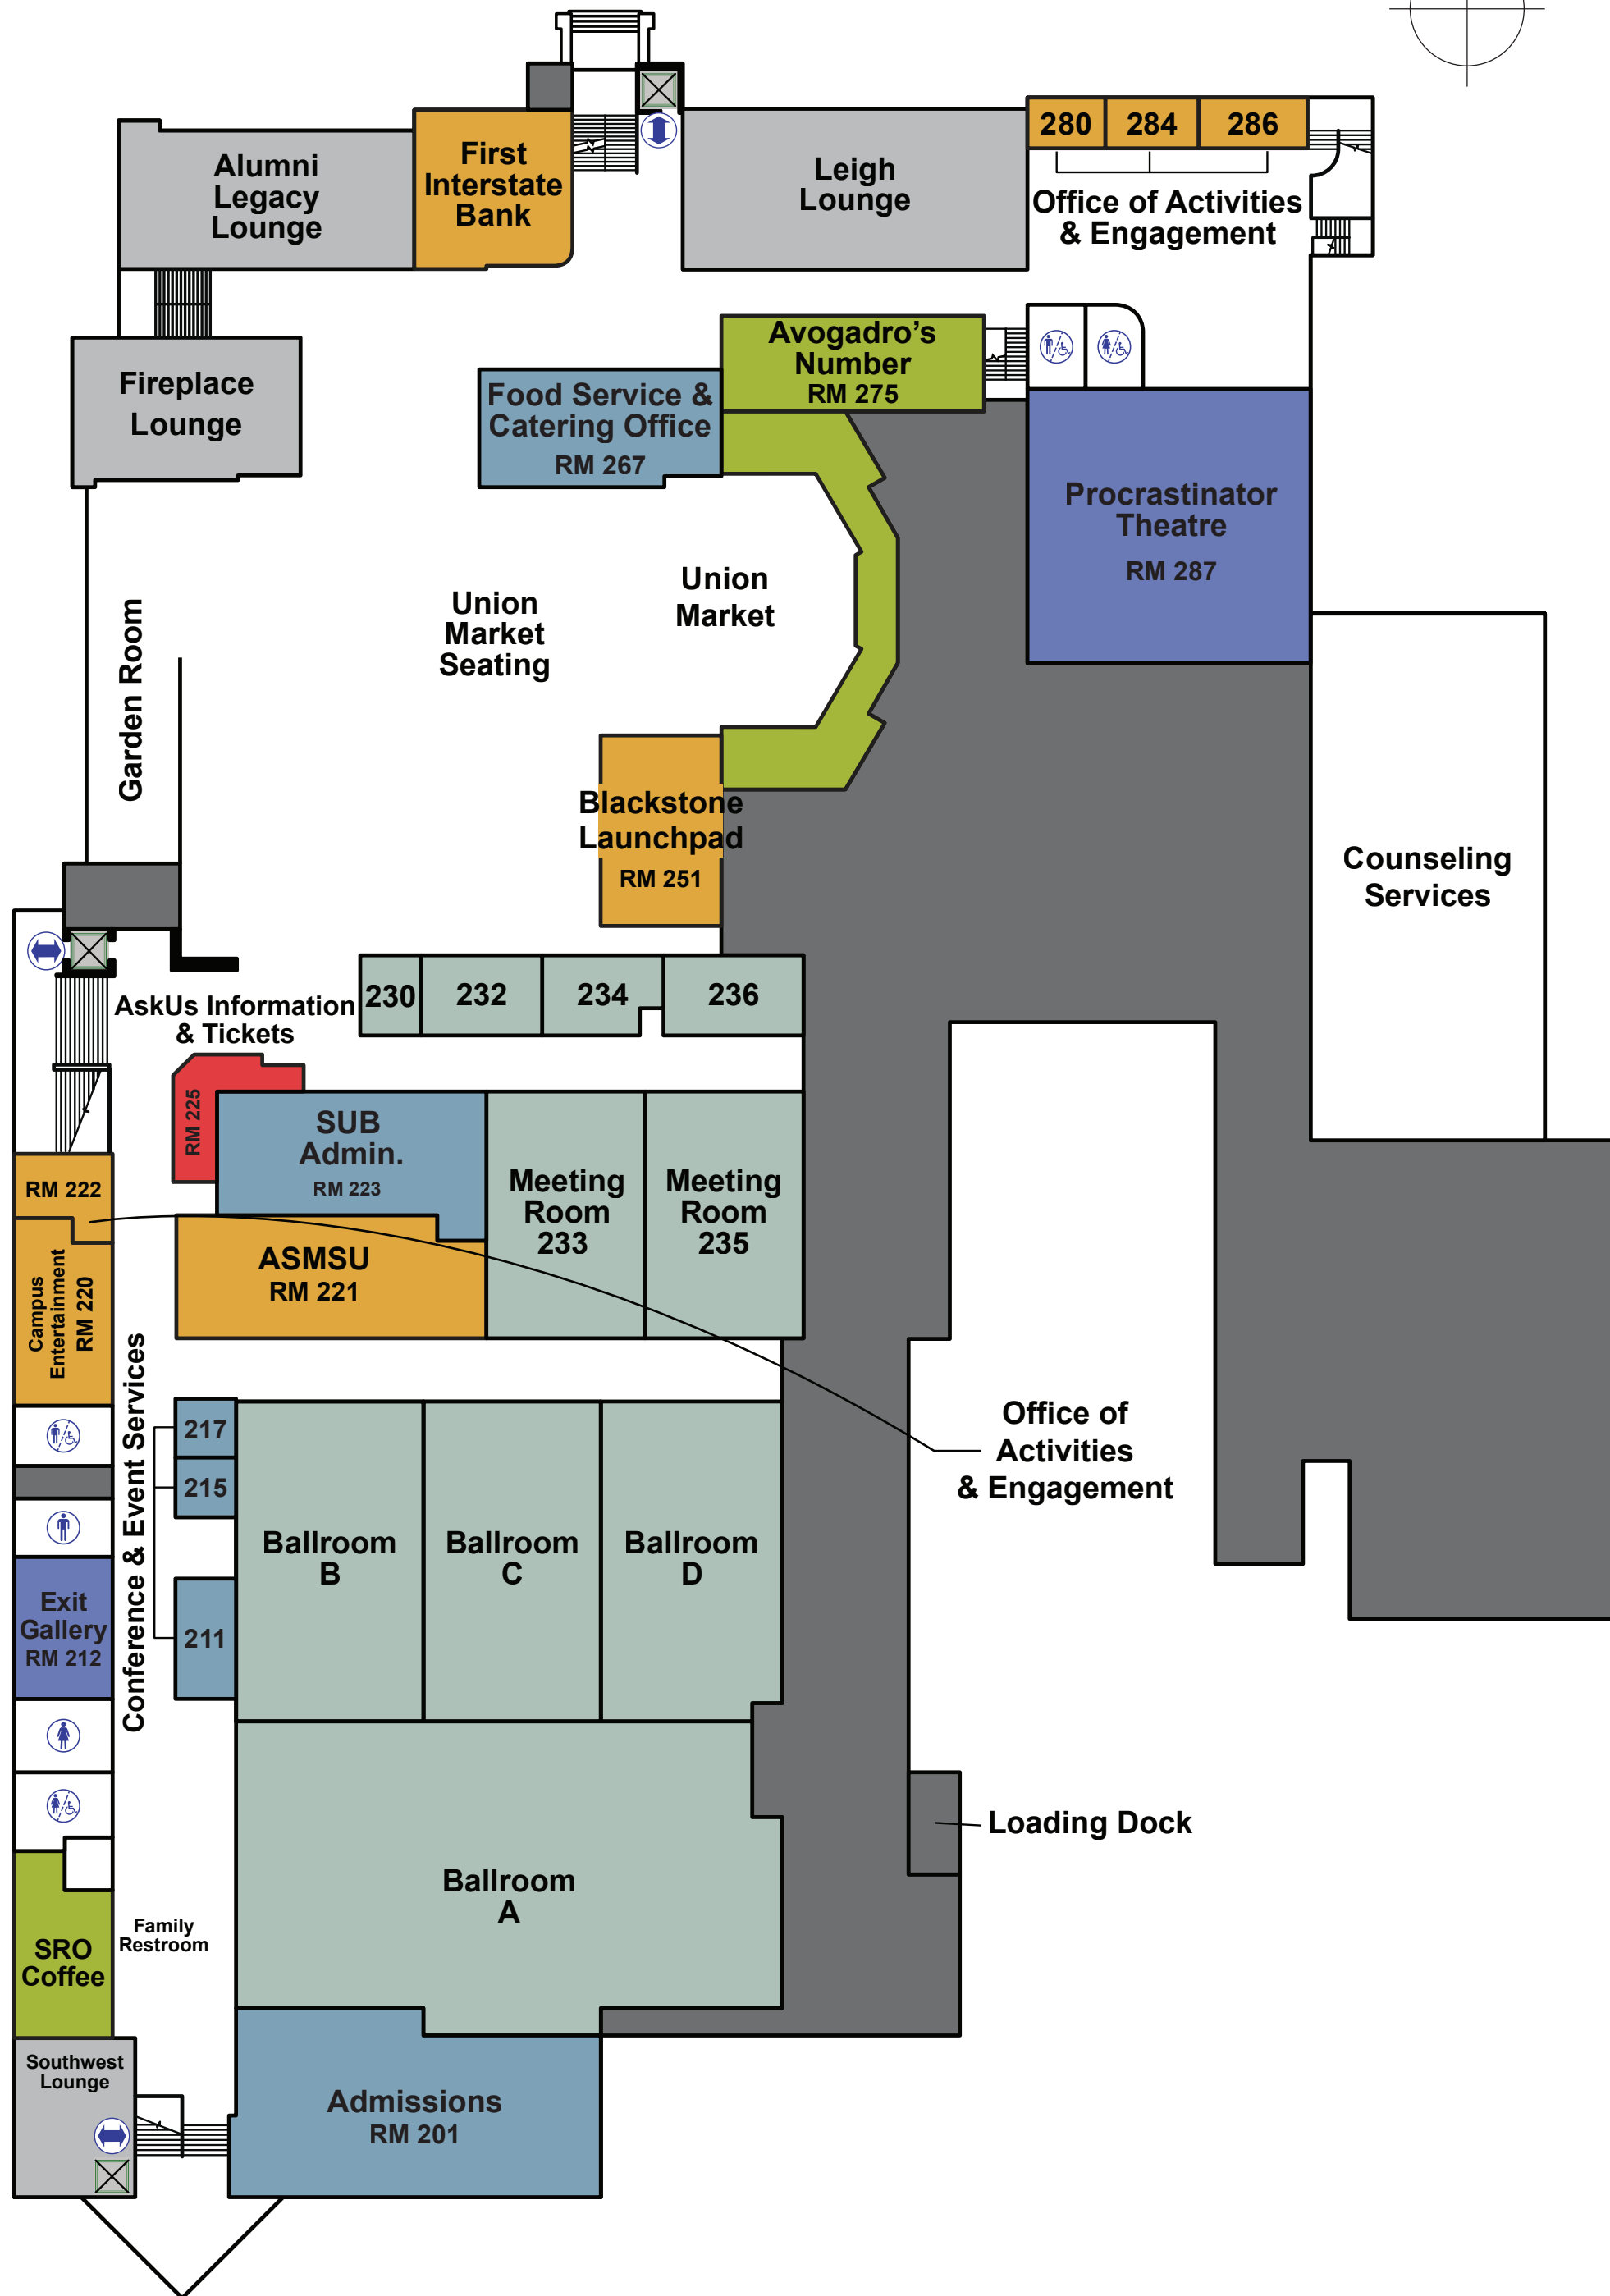 Alumni
Legacy
Lounge
First
Interstate
Bank
Leigh
Lounge
280
284
286
Office of Activities
& Engagement
Fireplace
Lounge
Food Service &
Catering Office
RM 267
Avogadro’s
Number
RM 275
Procrastinator
Theatre
RM 287
Garden Room
Union
Market
Seating
Union
Market
Blackstone
Launchpad
RM 251
Counseling
Services
AskUs Information
& Tickets
230
232
234
236
RM 225
SUB
Admin.
RM 223
Meeting
Room
233
Meeting
Room
235
RM 222
Campus
Entertainment
RM 220
ASMSU
RM 221
Conference & Event Services
217
215
211
Ballroom
B
Ballroom
C
Ballroom
D
Office of
Activities
& Engagement
Exit
Gallery
RM 212
Loading Dock
Ballroom
A
Family
Restroom
SRO
Coffee
Southwest
Lounge
Admissions
RM 201